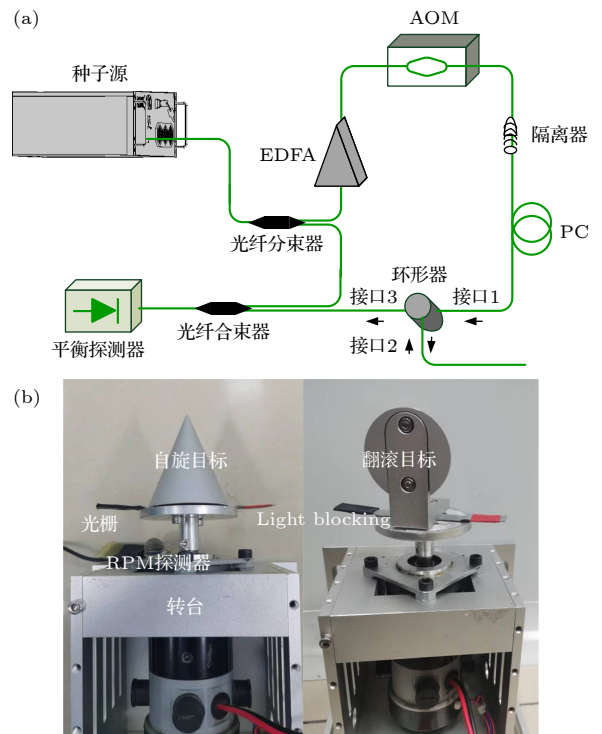 (a)
AOM
种子源
隔离器
EDFA
PC
光纤分束器
环形器
接口3
接口1
光纤合束器
平衡探测器
接口2
(b)
自旋目标
翻滚目标
光栅
Light blocking
RPM探测器
转台